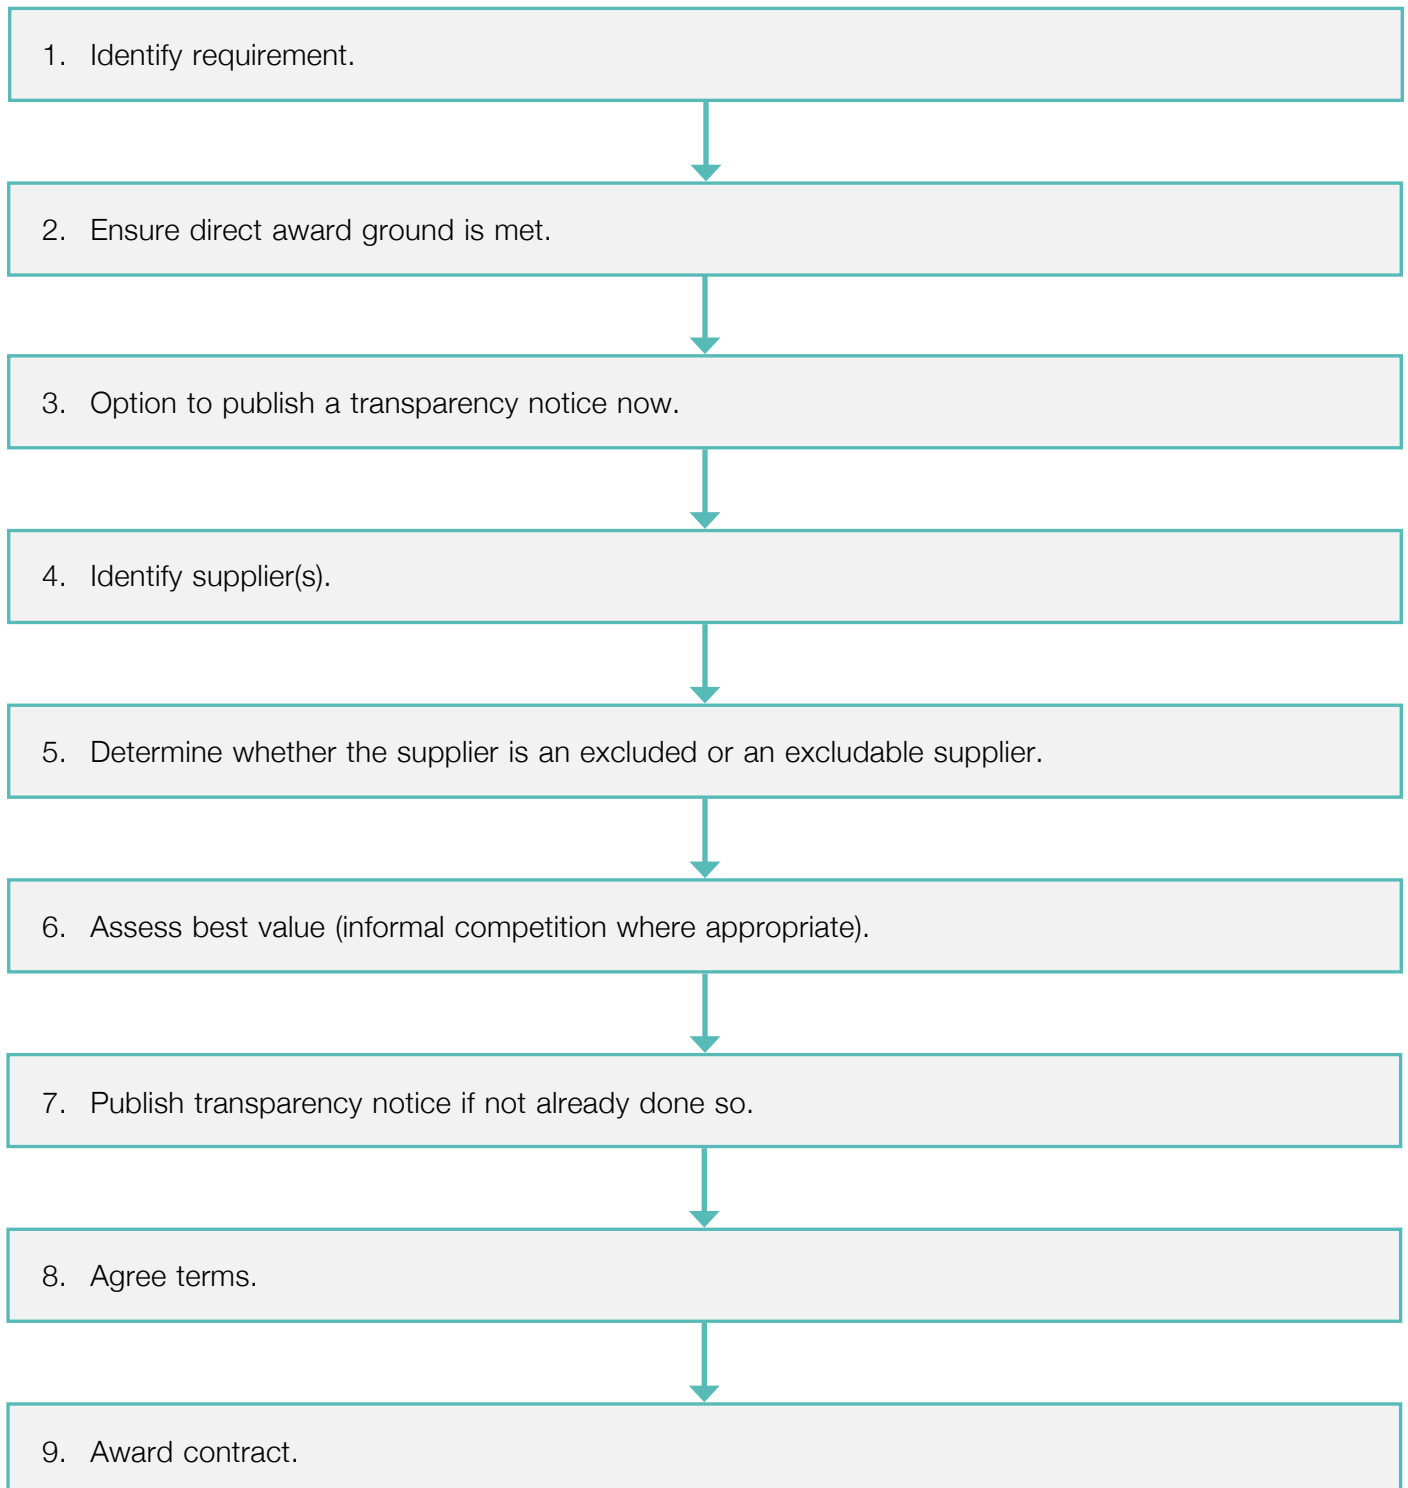 1. Identify requirement.
2. Ensure direct award ground is met.
3. Option to publish a transparency notice now.
4. Identify supplier(s).
5. Determine whether the supplier is an excluded or an excludable supplier.
6. Assess best value (informal competition where appropriate).
7. Publish transparency notice if not already done so.
8. Agree terms.
9. Award contract.